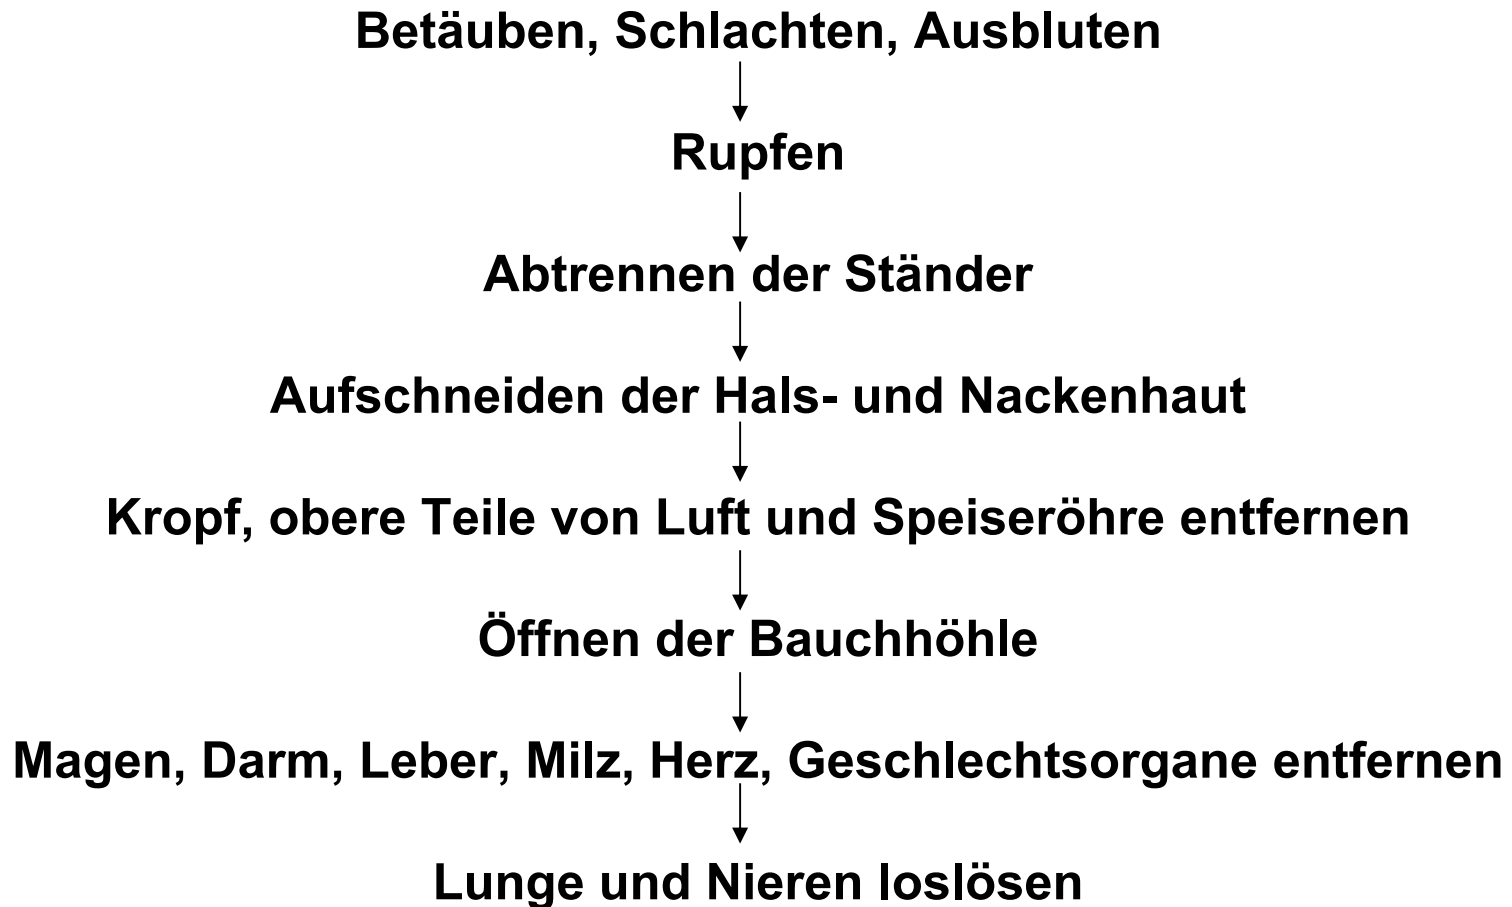 Betäuben, Schlachten, Ausbluten
Rupfen
Abtrennen der Ständer
Aufschneiden der Hals- und Nackenhaut
Kropf, obere Teile von Luft und Speiseröhre entfernen
Öffnen der Bauchhöhle
Magen, Darm, Leber, Milz, Herz, Geschlechtsorgane entfernen
Lunge und Nieren loslösen